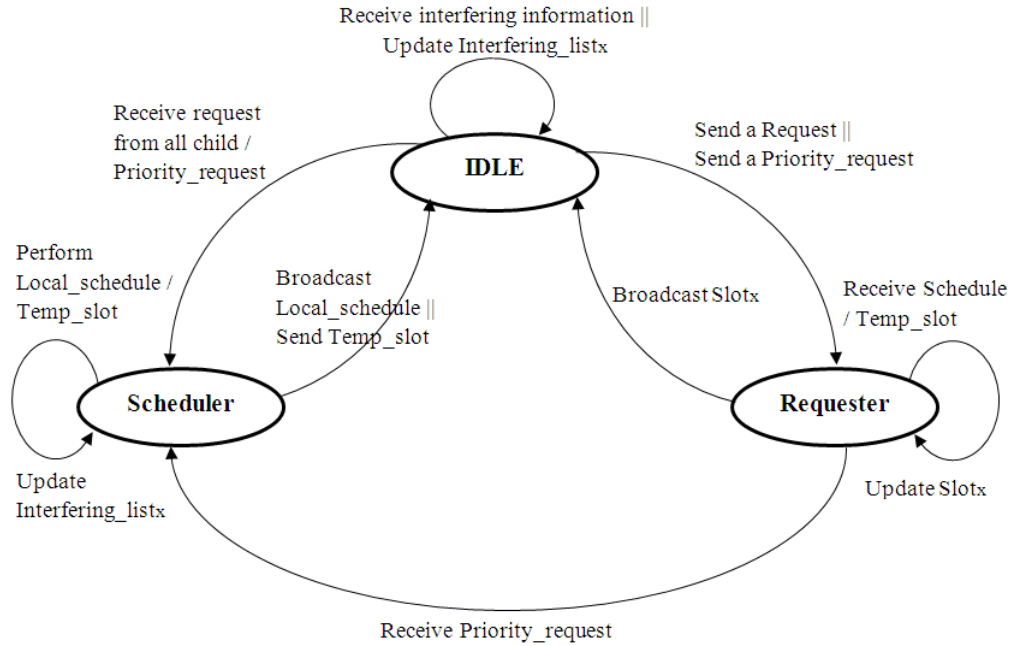 Receive interfering information ||
Update Interfering_listx
Receive request
from all child /
Priority_request
Send a Request ||
Send a Priority_request
IDLE
Perform
Local_schedule /
Temp_slot
Broadcast
Local_schedule ||
Send Temp_slot
Broadcast Slotx
Receive Schedule
/ Temp_slot
Scheduler
Requester
Update
Interfering_listx
Update Slotx
Receive Priority_request